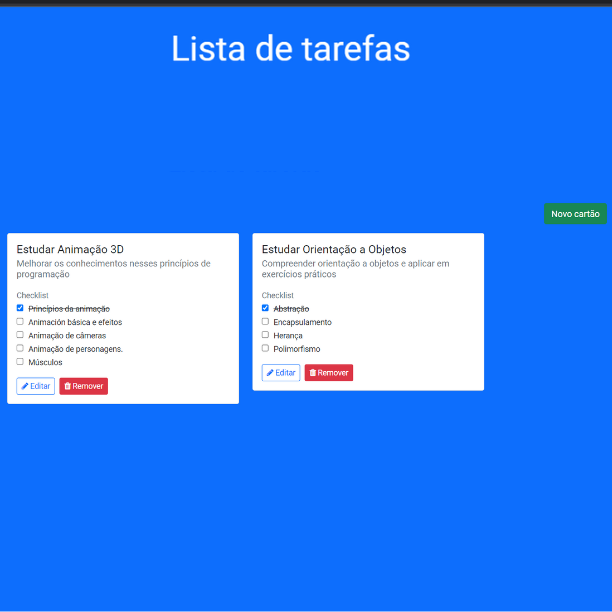 Lista de tarefas
Novo cartão
Estudar Animação 3D
Melhorar os conhecimentos nesses princípios de
programação
Checklist
Princípios da animação
Animación básica e efeitos
Animação de câmeras
Animação de personagens.
Músculos
Editar
Remover
Estudar Orientação a Objetos
Compreender orientação a objetos e aplicar em
exercícios práticos
Checklist
Abstração
Encapsulamento
Herança
Polimorfismo
Editar
Remover